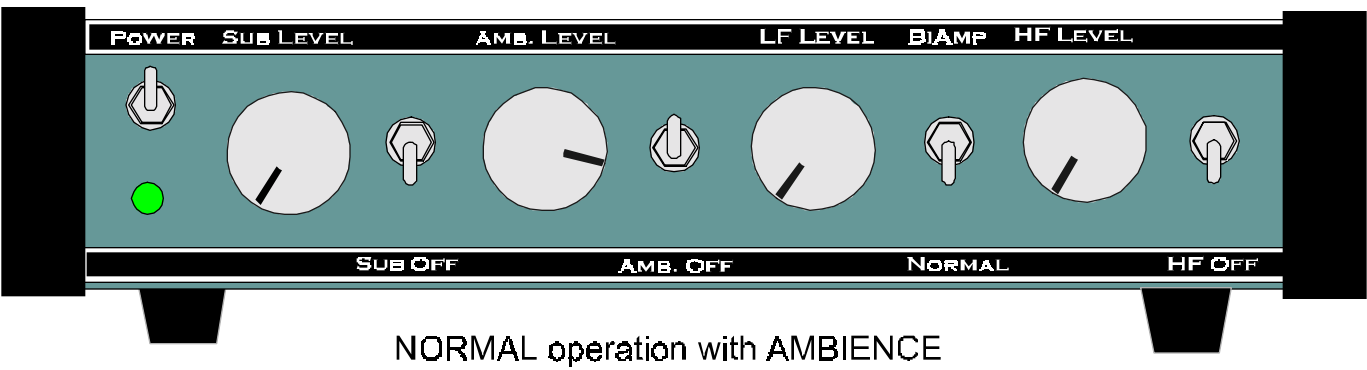 POWER SUB LEVEL AMB. LEVEL LF LEVEL BIAMP HF LEVEL
SUB OFF AMB. OFF NORMAL HF OFF
NORMAL operation with AMBIENCE